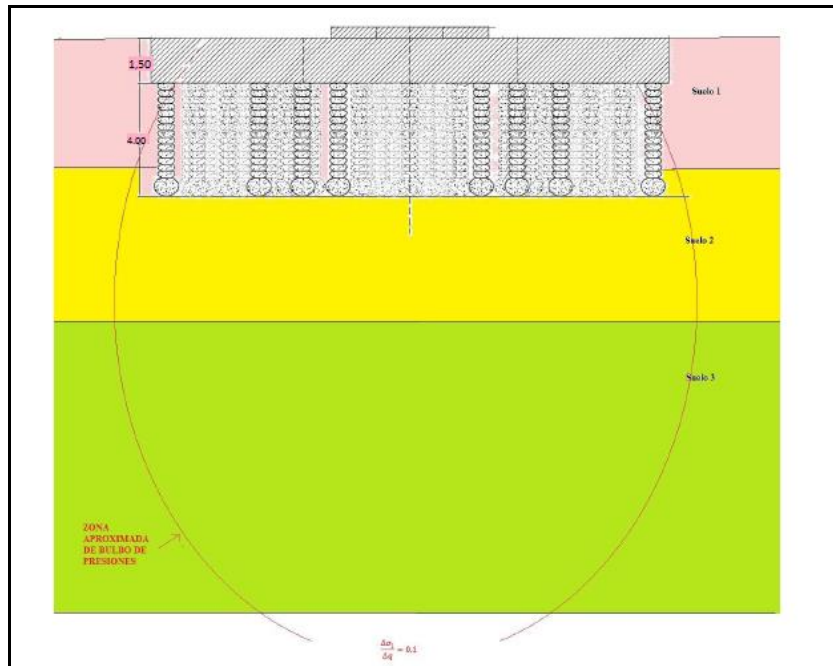 1,50
Suelo 1
4.00
Suelo 2
Suelo 3
ZONA
APROXIMADA
DE BULBO DE
PRESIONES
Δσ₁/Δq = 0.1